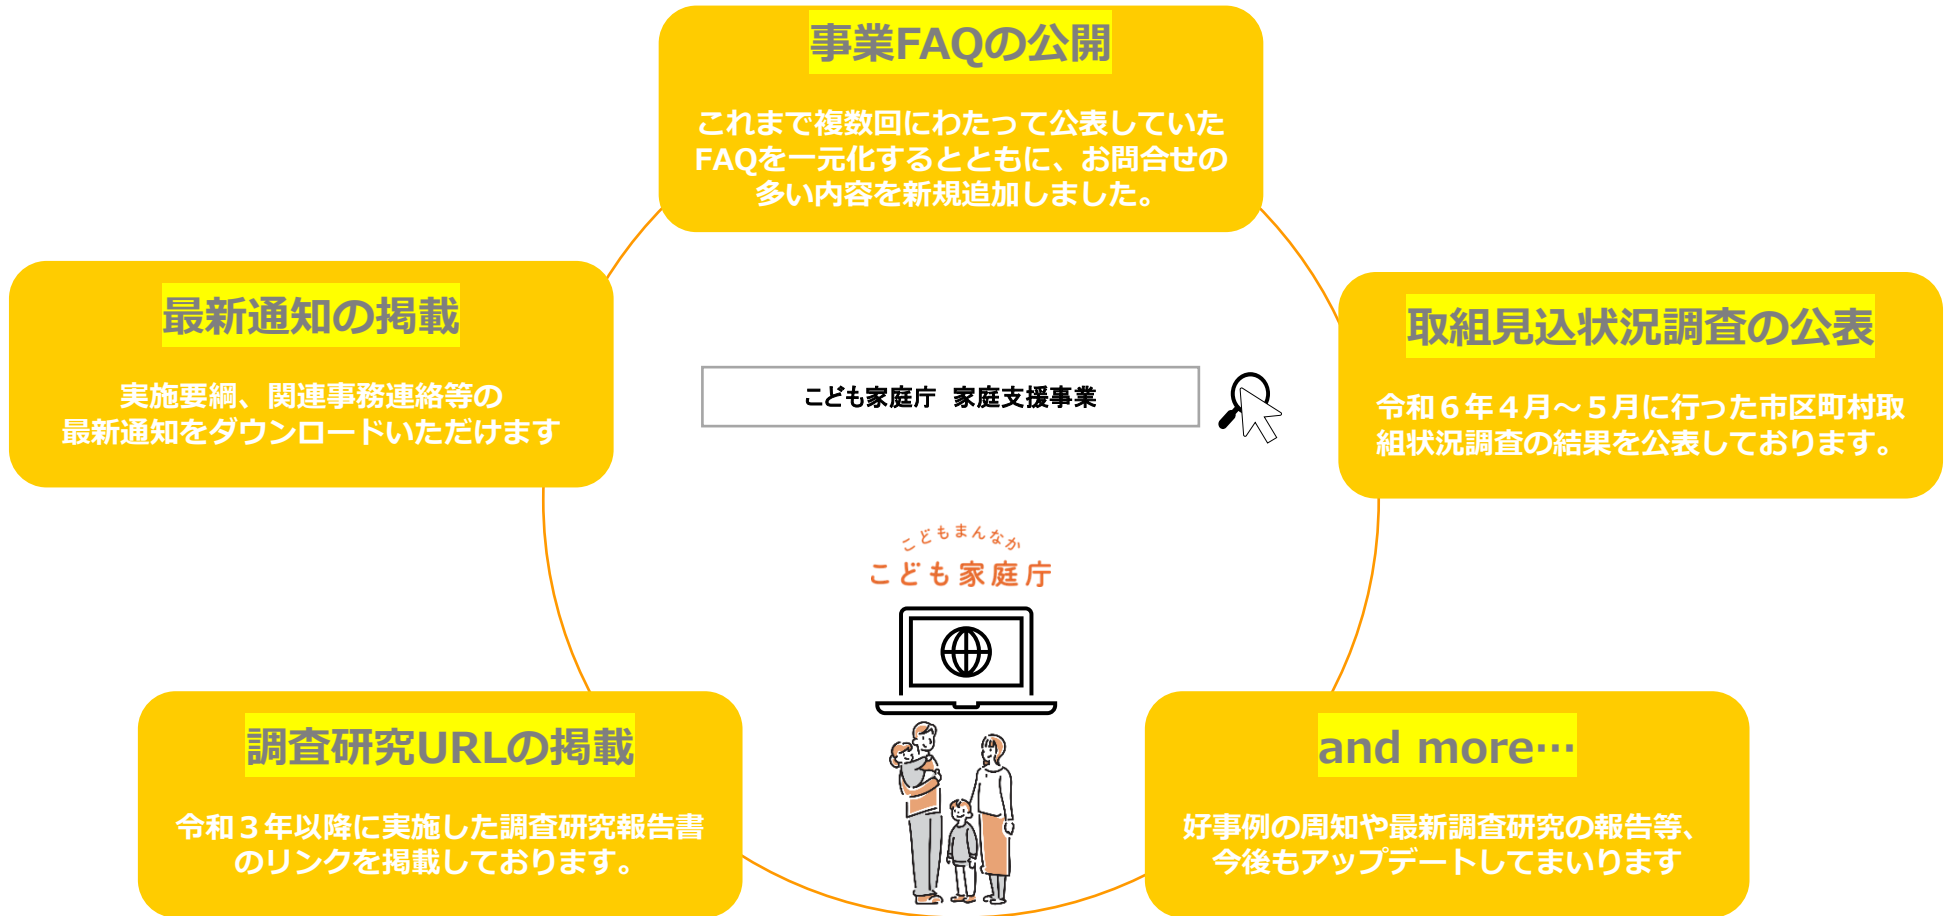 事業FAQの公開
これまで複数回にわたって公表していた
FAQを一元化するとともに、お問合せの
多い内容を新規追加しました。
最新通知の掲載
実施要綱、関連事務連絡等の
最新通知をダウンロードいただけます
取組見込状況調査の公表
令和６年４月～５月に行った市区町村取
組状況調査の結果を公表しております。
こども家庭庁　家庭支援事業
こどもまんなか
こども家庭庁
調査研究URLの掲載
令和３年以降に実施した調査研究報告書
のリンクを掲載しております。
and more…
好事例の周知や最新調査研究の報告等、
今後もアップデートしてまいります